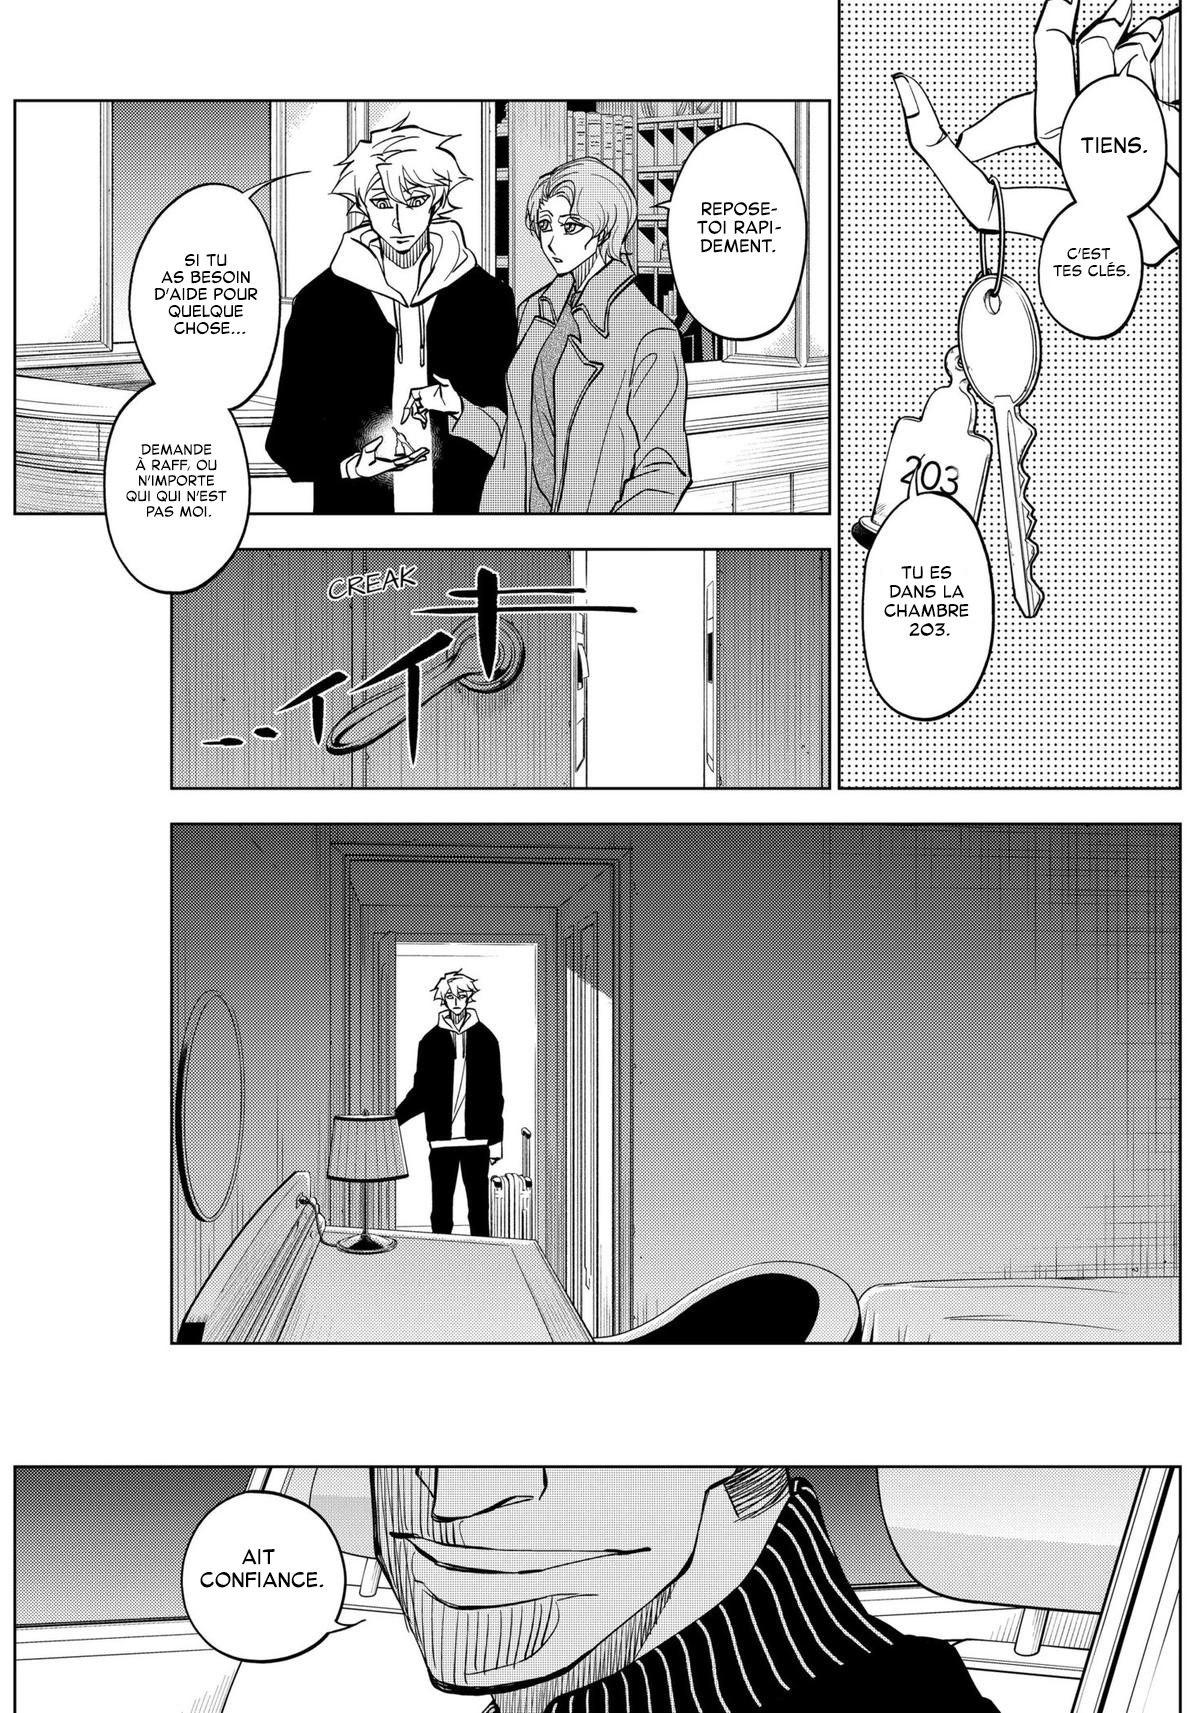 TIENS.
C'EST
TES CLÉS.
203
TU ES
DANS LA
CHAMBRE
203.
REPOSE-
TOI RAPI-
DEMENT.
SI TU
AS BESOIN
D'AIDE POUR
QUELQUE
CHOSE...
DEMANDE
À RAFF, OU
N'IMPORTE
QUI QUI N'EST
PAS MOI.
CREAK
キイイ...
AIT
CONFIANCE.